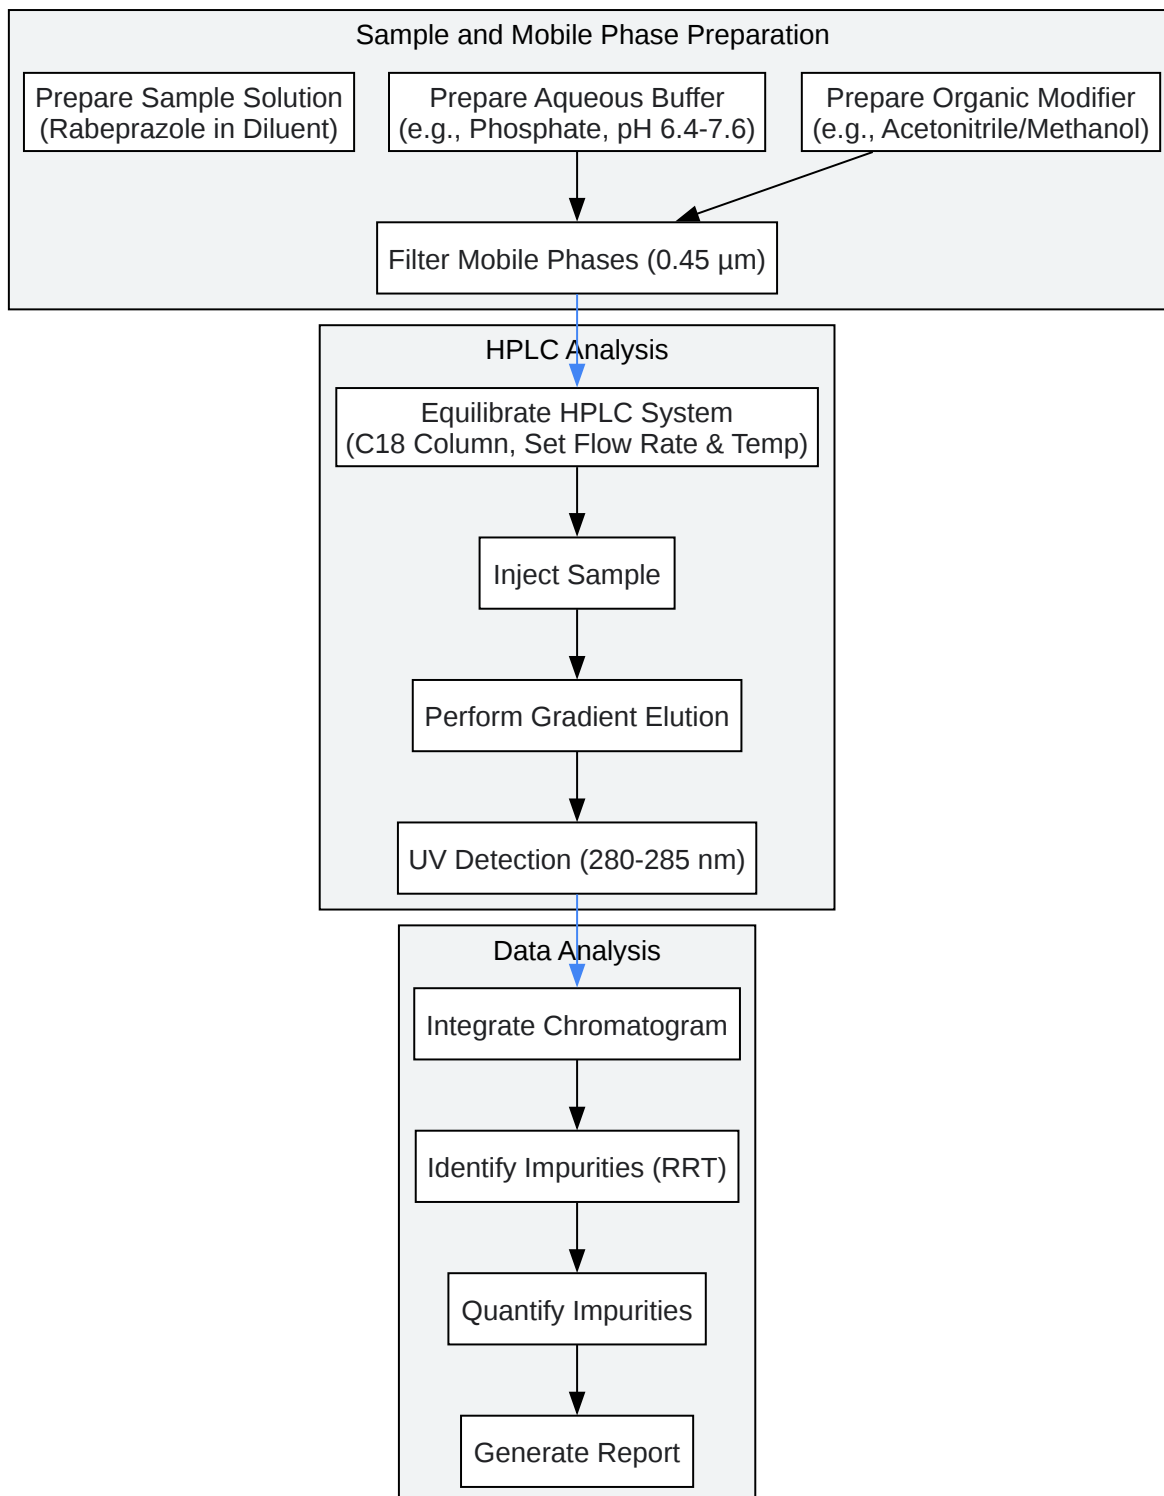 Sample and Mobile Phase Preparation
Prepare Sample Solution
(Rabeprazole in Diluent)
Prepare Aqueous Buffer
(e.g., Phosphate, pH 6.4-7.6)
Prepare Organic Modifier
(e.g., Acetonitrile/Methanol)
Filter Mobile Phases (0.45 µm)
HPLC Analysis
Equilibrate HPLC System
(C18 Column, Set Flow Rate & Temp)
Inject Sample
Perform Gradient Elution
UV Detection (280-285 nm)
Data Analysis
Integrate Chromatogram
Identify Impurities (RRT)
Quantify Impurities
Generate Report